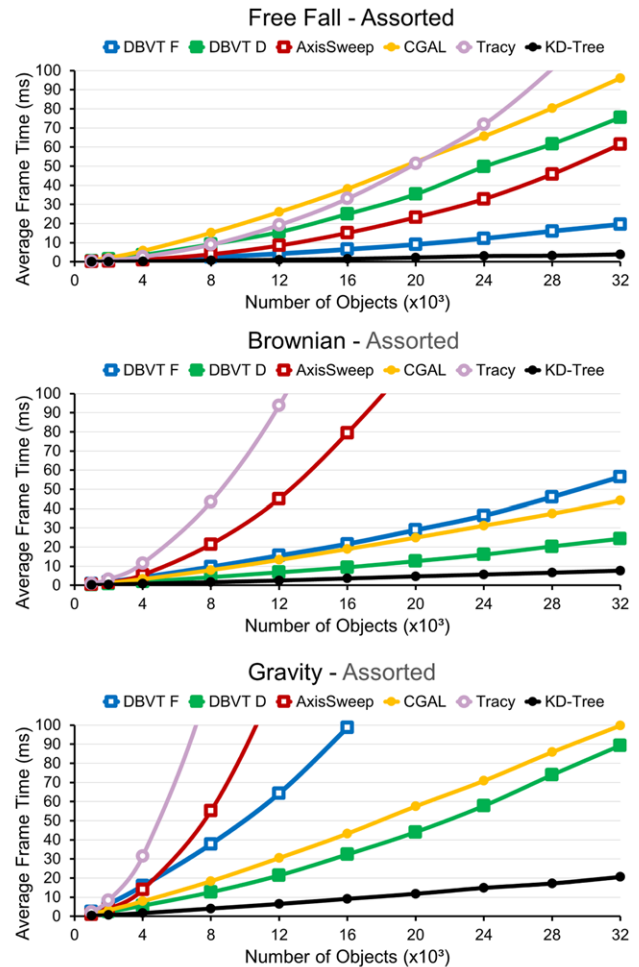 Free Fall - Assorted
DBVT F DBVT D AxisSweep CGAL Tracy KD-Tree
Average Frame Time (ms)
100
90
80
70
60
50
40
30
20
10
0
0 4 8 12 16 20 24 28 32
Number of Objects (x10³)
Brownian - Assorted
DBVT F DBVT D AxisSweep CGAL Tracy KD-Tree
Average Frame Time (ms)
100
90
80
70
60
50
40
30
20
10
0
0 4 8 12 16 20 24 28 32
Number of Objects (x10³)
Gravity - Assorted
DBVT F DBVT D AxisSweep CGAL Tracy KD-Tree
Average Frame Time (ms)
100
90
80
70
60
50
40
30
20
10
0
0 4 8 12 16 20 24 28 32
Number of Objects (x10³)